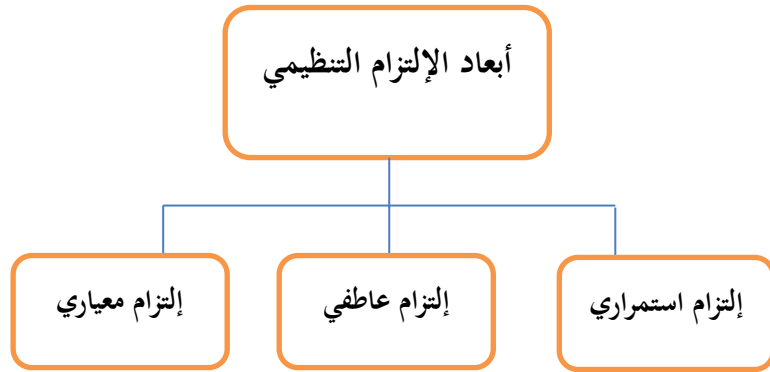 أبعاد الإلتزام التنظيمي
إلتزام استمراري
إلتزام عاطفي
إلتزام معياري